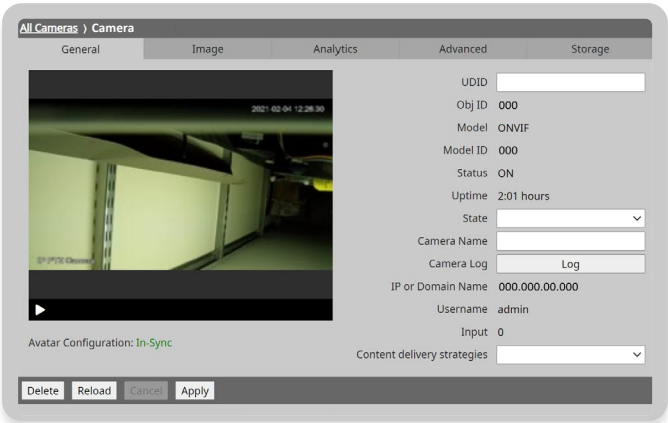 All Cameras ⟩ Camera
General Image Analytics Advanced Storage
2021-02-04 12:26:30
IP PTZ Camera
Avatar Configuration: In-Sync
UDID
Obj ID 000
Model ONVIF
Model ID 000
Status ON
Uptime 2:01 hours
State
Camera Name
Camera Log Log
IP or Domain Name 000.000.00.000
Username admin
Input 0
Content delivery strategies
Delete Reload Cancel Apply